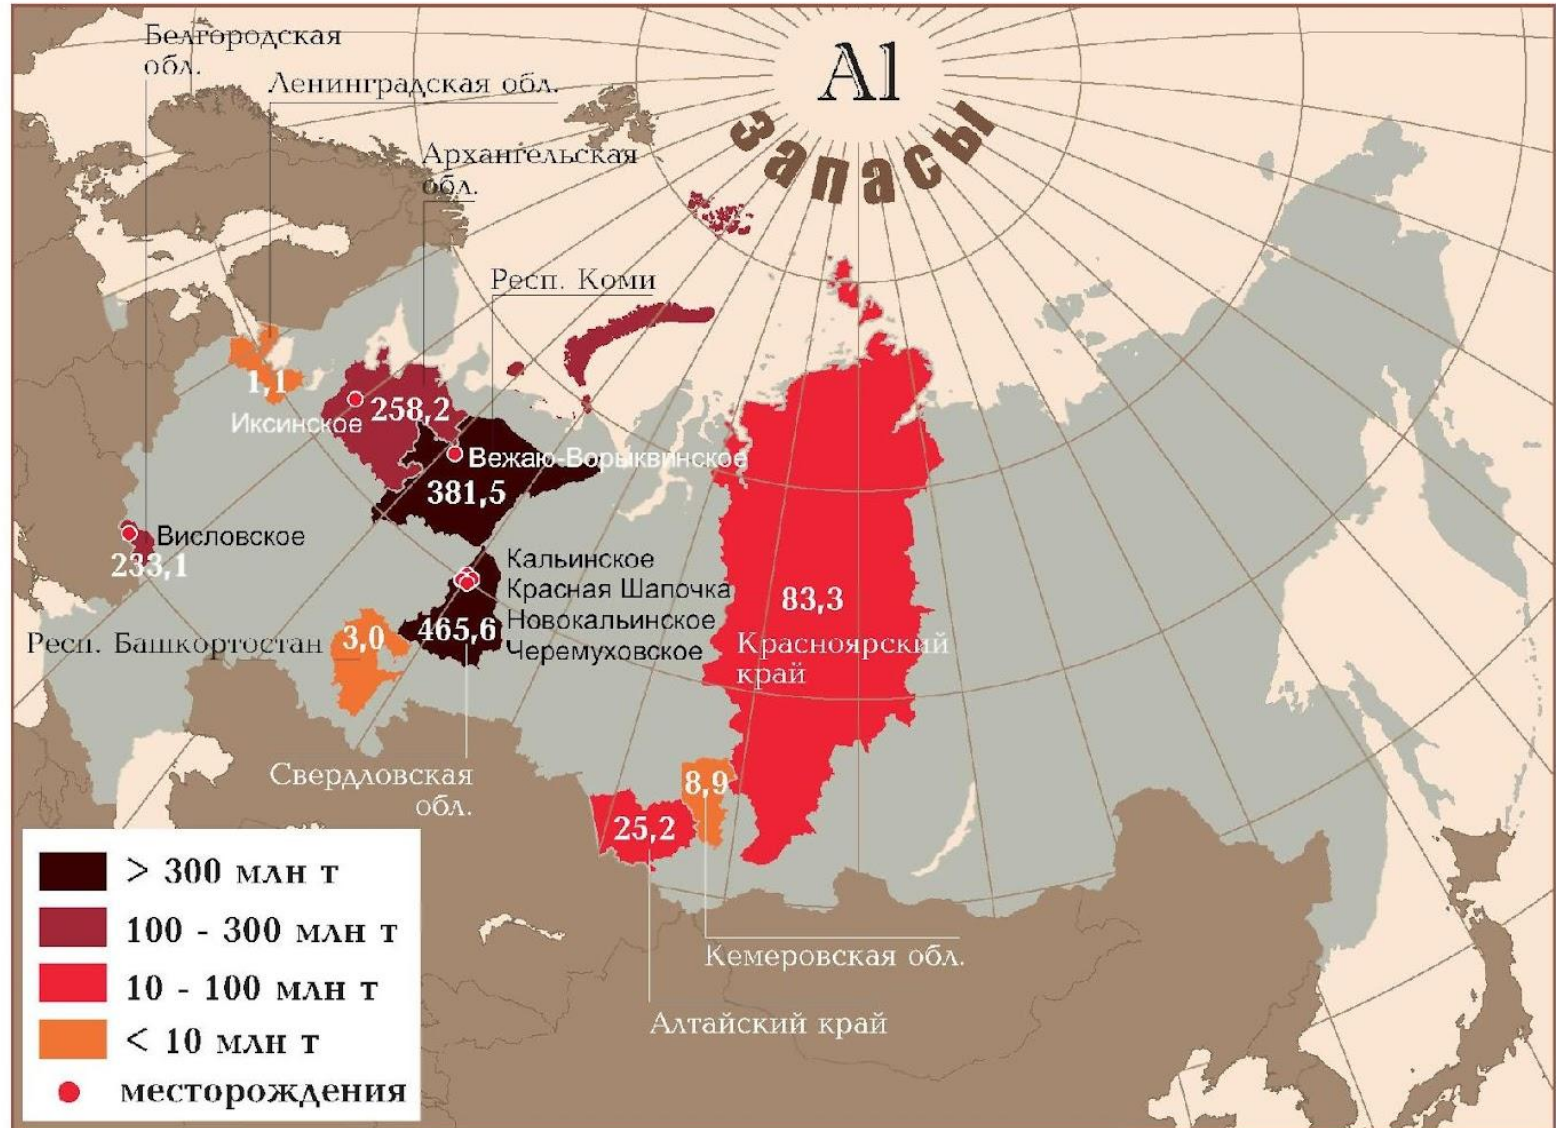 Al
Запасы
Белгородская
обл.
Ленинградская обл.
Архангельская
обл.
Респ. Коми
1,1
Иксинское
258,2
Вежаю-Ворыквинское
381,5
Висловское
233,1
Кальинское
Красная Шапочка
Новокальинское
Черемуховское
465,6
Респ. Башкортостан
3,0
83,3
Красноярский
край
Свердловская
обл.
8,9
25,2
Кемеровская обл.
Алтайский край
> 300 млн т
100 - 300 млн т
10 - 100 млн т
< 10 млн т
месторождения